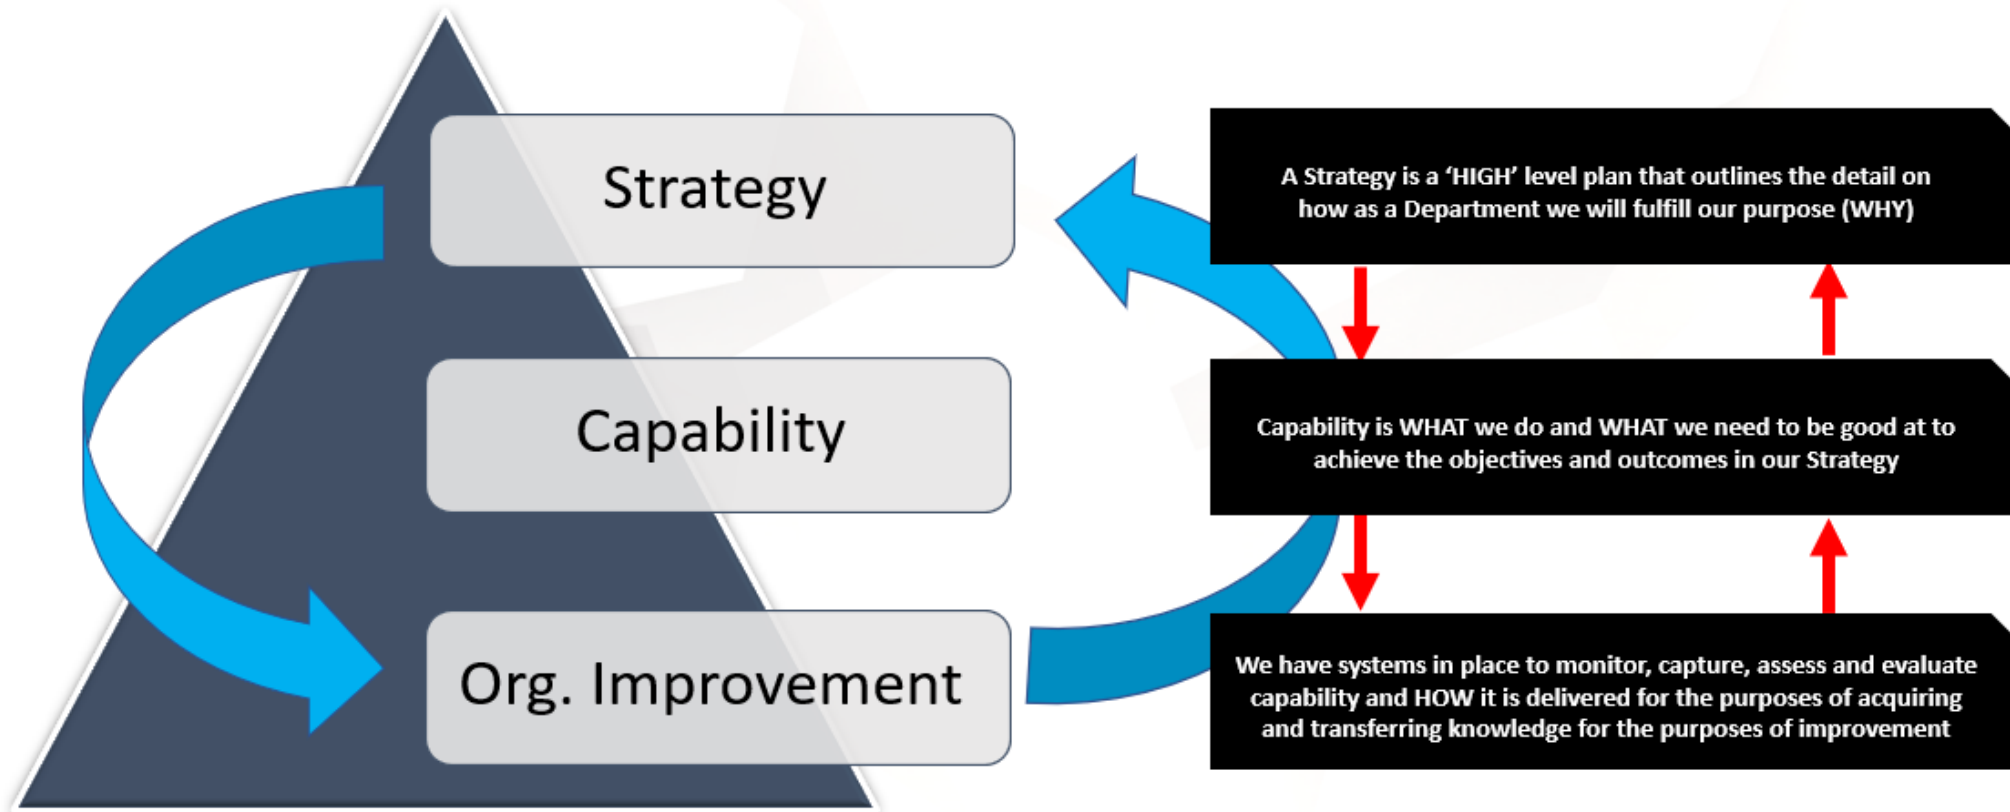 Strategy
A Strategy is a ‘HIGH’ level plan that outlines the detail on
how as a Department we will fulfill our purpose (WHY)
Capability
Capability is WHAT we do and WHAT we need to be good at to
achieve the objectives and outcomes in our Strategy
Org. Improvement
We have systems in place to monitor, capture, assess and evaluate
capability and HOW it is delivered for the purposes of acquiring
and transferring knowledge for the purposes of improvement